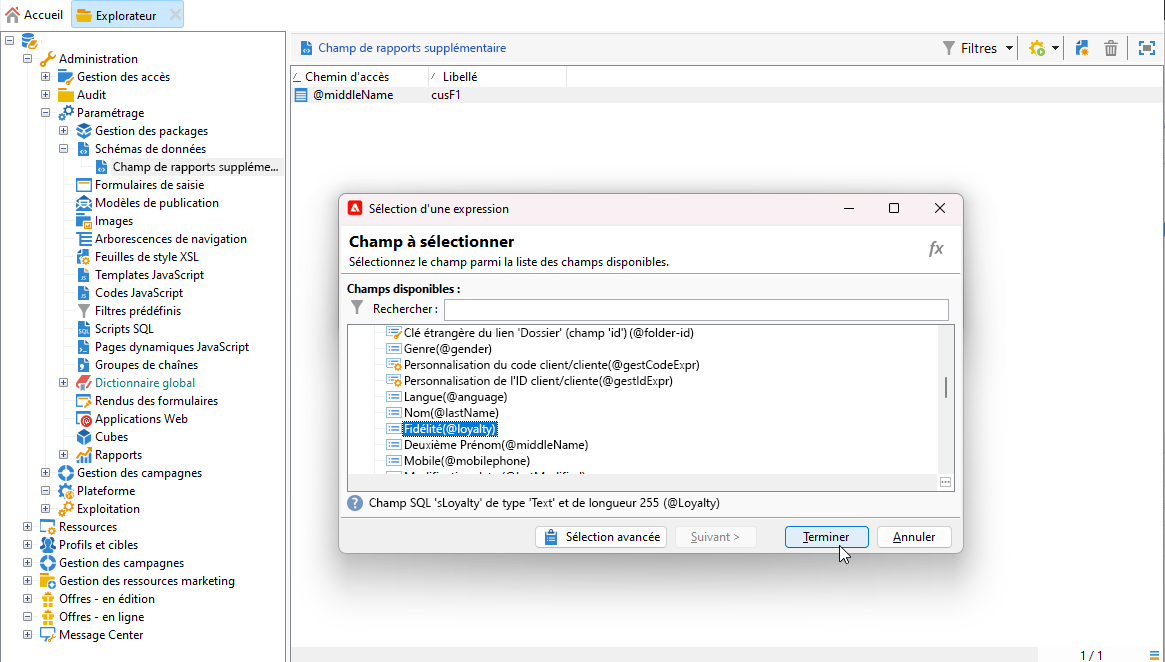 Accueil
Explorateur
Administration
Gestion des accès
Audit
Paramétrage
Gestion des packages
Schémas de données
Champ de rapports suppléme...
Formulaires de saisie
Modèles de publication
Images
Arborescences de navigation
Feuilles de style XSL
Templates JavaScript
Codes JavaScript
Filtres prédéfinis
Scripts SQL
Pages dynamiques JavaScript
Groupes de chaînes
Dictionnaire global
Rendus des formulaires
Applications Web
Cubes
Rapports
Gestion des campagnes
Plateforme
Exploitation
Ressources
Profils et cibles
Gestion des campagnes
Gestion des ressources marketing
Offres - en édition
Offres - en ligne
Message Center
Champ de rapports supplémentaire
Filtres
Chemin d'accès Libellé
@middleName cusF1
Sélection d'une expression
Champ à sélectionner
Sélectionnez le champ parmi la liste des champs disponibles.
fx
Champs disponibles :
Rechercher :
Clé étrangère du lien 'Dossier' (champ 'id') (@folder-id)
Genre(@gender)
Personnalisation du code client/cliente(@gestCodeExpr)
Personnalisation de l'ID client/cliente(@gestIdExpr)
Langue(@anguage)
Nom(@lastName)
Fidélité(@loyalty)
Deuxième Prénom(@middleName)
Mobile(@mobilephone)
Champ SQL 'sLoyalty' de type 'Text' et de longueur 255 (@Loyalty)
Sélection avancée
Suivant >
Terminer
Annuler
1 / 1